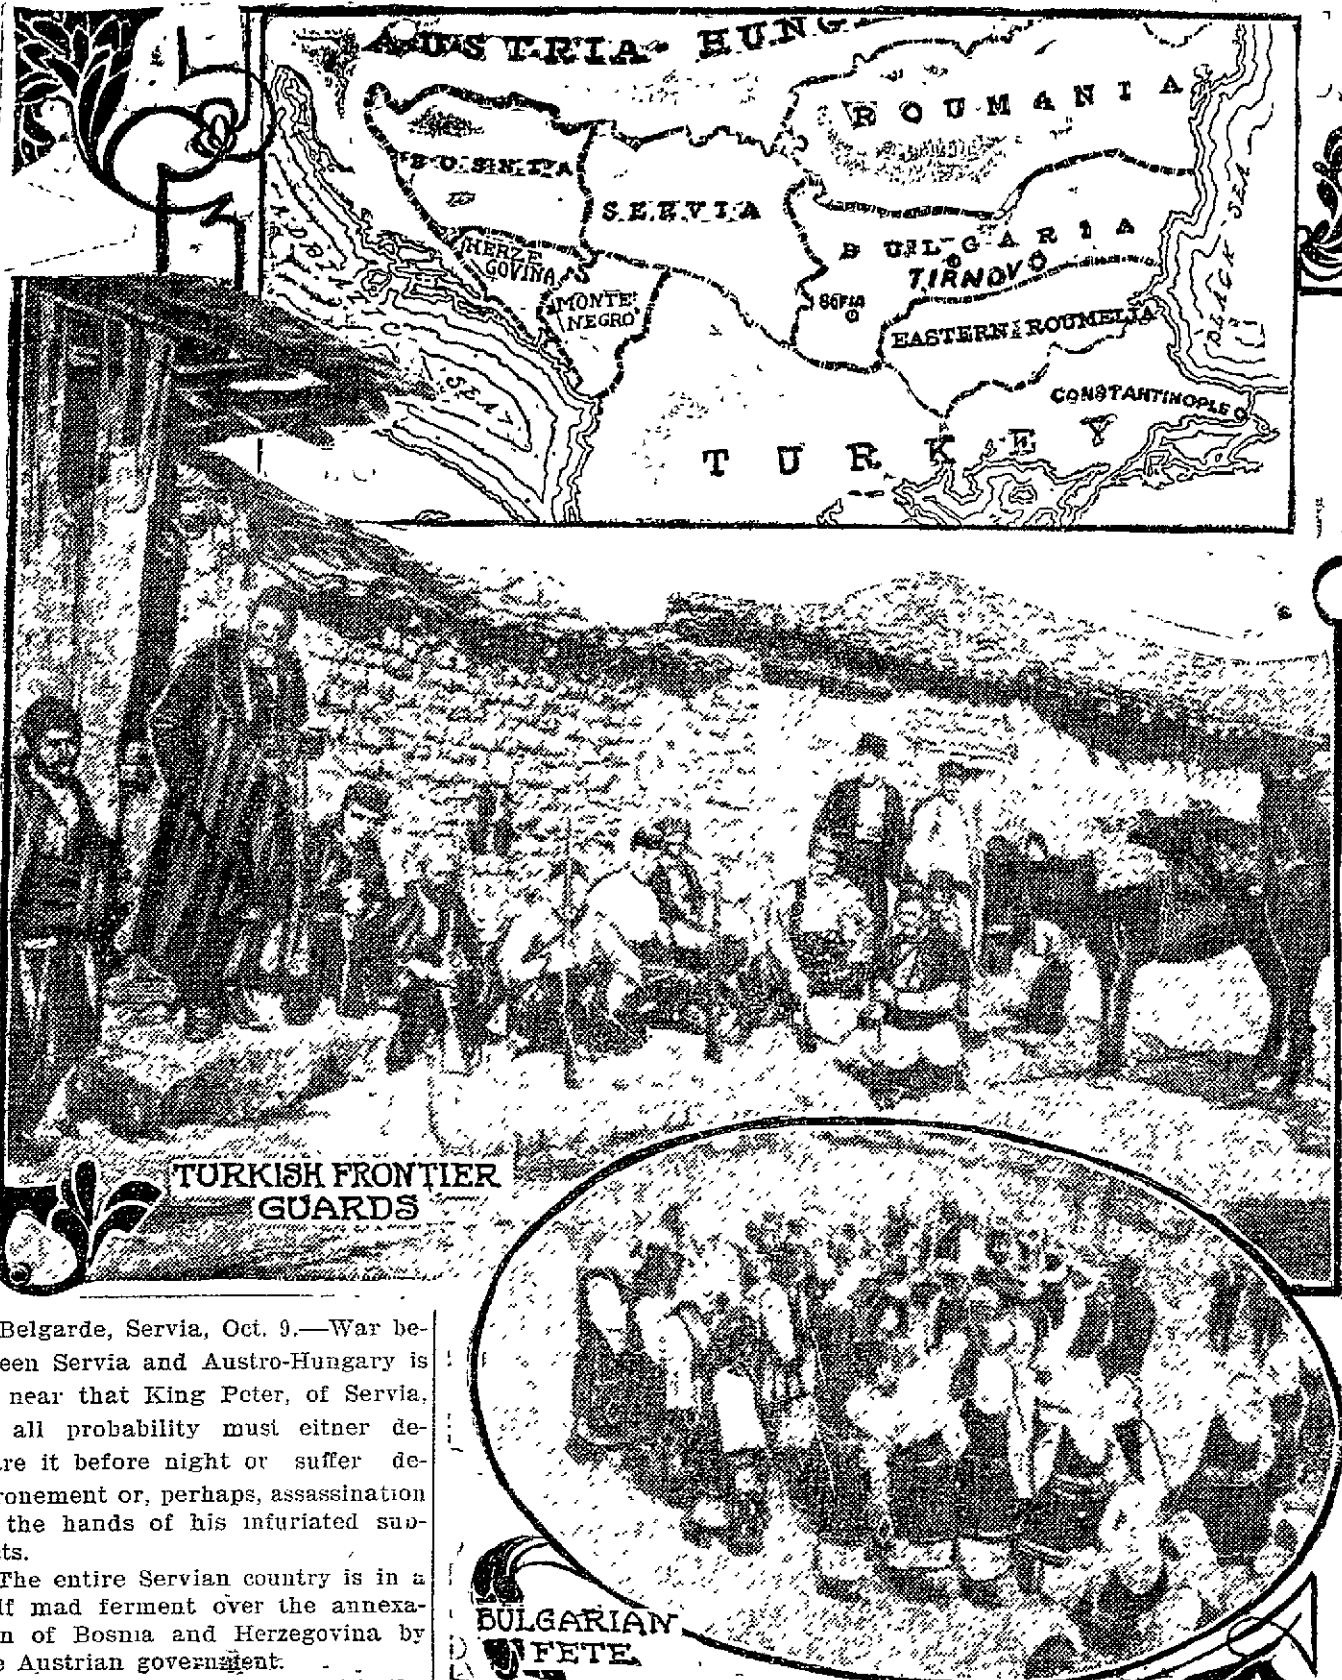 AUSTRIA-HUNG
ROUMANIA
BOSNIA
SERVIA
BULGARIA
TIRNOVO
HERZE
GOVINA
MONTE
NEGRO
SOFIA
EASTERN ROUMELIA
CONSTANTINOPLE
TURKEY
ADRIATIC SEA
BLACK SEA
TURKISH FRONTIER
GUARDS
Belgarde, Servia, Oct. 9.—War be-
een Servia and Austro-Hungary is
near that King Peter, of Servia,
all probability must eitner de-
re it before night or suffer de-
ronement or, perhaps, assassination
the hands of his infuriated sub-
ts.
The entire Servian country is in a
lf mad ferment over the annexa-
n of Bosnia and Herzegovina by
e Austrian government.
BULGARIAN
FETE